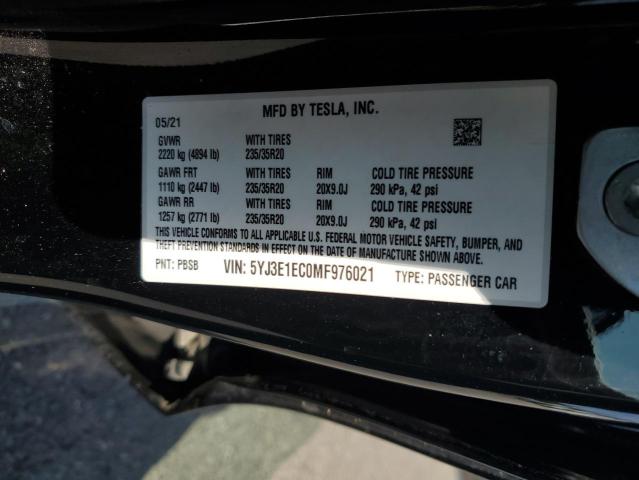 MFD BY TESLA, INC.
05/21
GVWR WITH TIRES
2220 kg (4894 lb) 235/35R20
GAWR FRT WITH TIRES RIM COLD TIRE PRESSURE
1110 kg (2447 lb) 235/35R20 20X9.0J 290 kPa, 42 psi
GAWR RR WITH TIRES RIM COLD TIRE PRESSURE
1257 kg (2771 lb) 235/35R20 20X9.0J 290 kPa, 42 psi
THIS VEHICLE CONFORMS TO ALL APPLICABLE U.S. FEDERAL MOTOR VEHICLE SAFETY, BUMPER, AND
THEFT PREVENTION STANDARDS IN EFFECT ON THE DATE OF MANUFACTURE SHOWN ABOVE.
PNT: PBSB VIN: 5YJ3E1EC0MF976021 TYPE: PASSENGER CAR